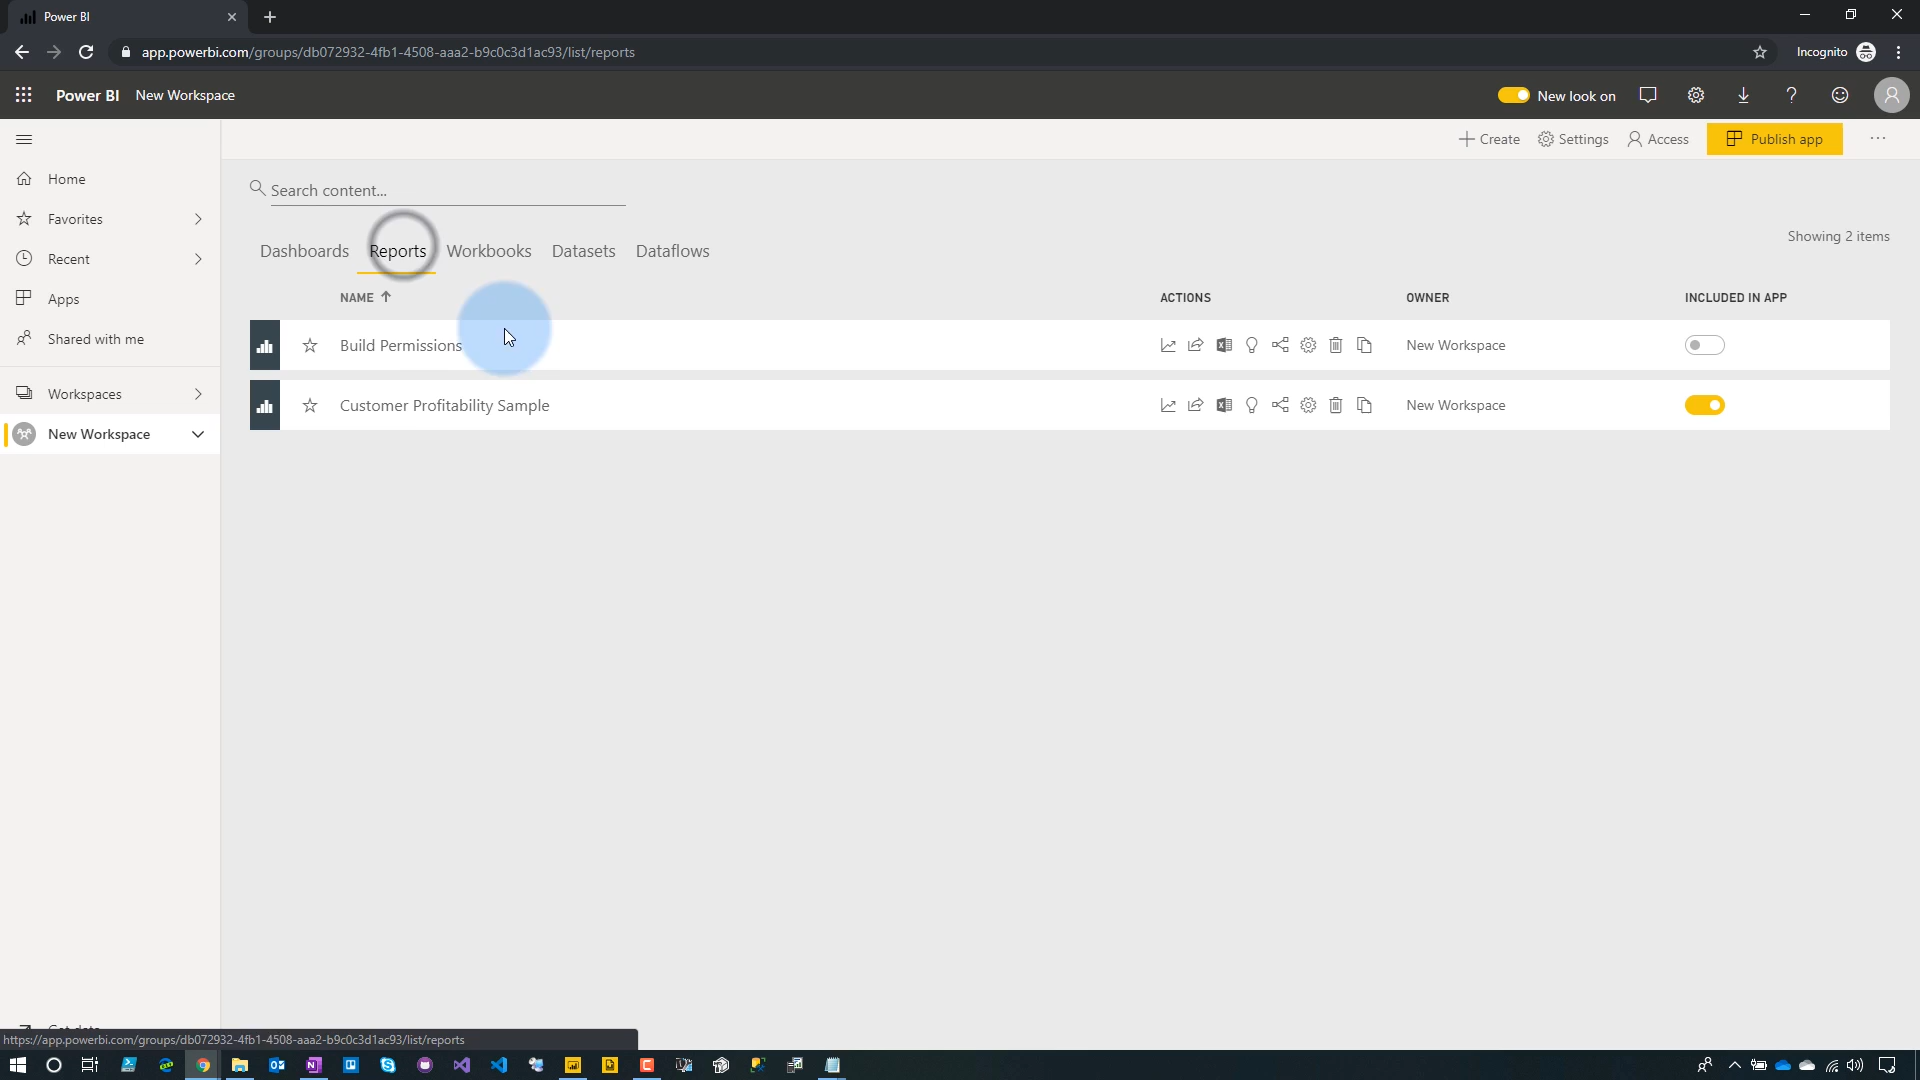 Power BI
app.powerbi.com/groups/db072932-4fb1-4508-aaa2-b9c0c3d1ac93/list/reports
Incognito
Power BI New Workspace
New look on
Create Settings Access Publish app
Home
Favorites
Recent
Apps
Shared with me
Workspaces
New Workspace
Search content...
Dashboards Reports Workbooks Datasets Dataflows
Showing 2 items
NAME ACTIONS OWNER INCLUDED IN APP
Build Permissions New Workspace
Customer Profitability Sample New Workspace
Get data
https://app.powerbi.com/groups/db072932-4fb1-4508-aaa2-b9c0c3d1ac93/list/reports